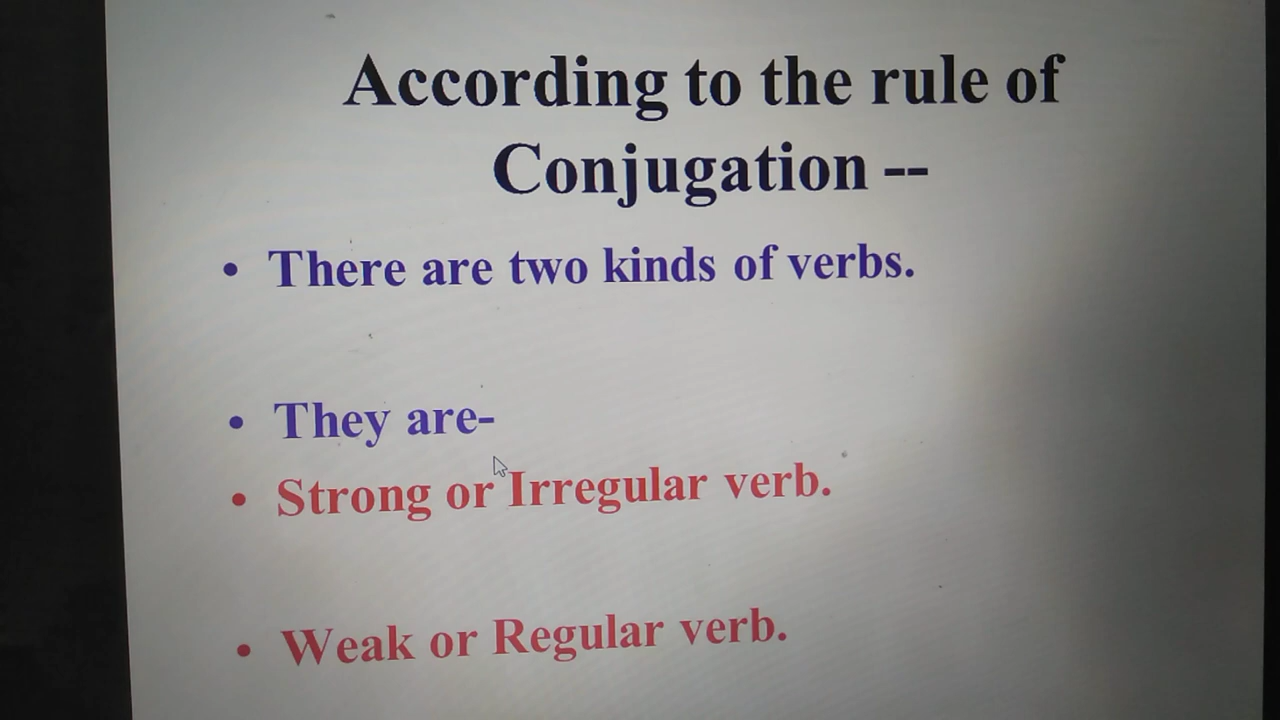 According to the rule of
Conjugation --
• There are two kinds of verbs.
• They are-
• Strong or Irregular verb.
• Weak or Regular verb.